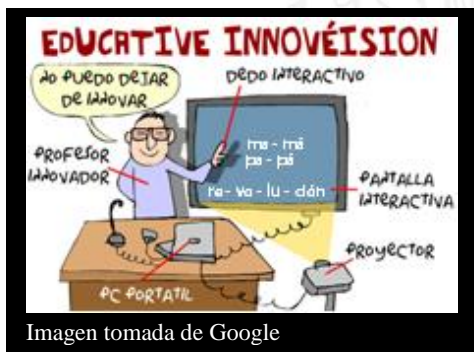 EDUCATIVE INNOVÉISION
NO PUEDO DEJAR
DE INNOVAR
DEDO INTERACTIVO
PROFESOR
INNOVADOR
ma - má
pa - pá
re - vo - lu - ción
PANTALLA
INTERACTIVA
PROYECTOR
PC PORTATIL
Imagen tomada de Google